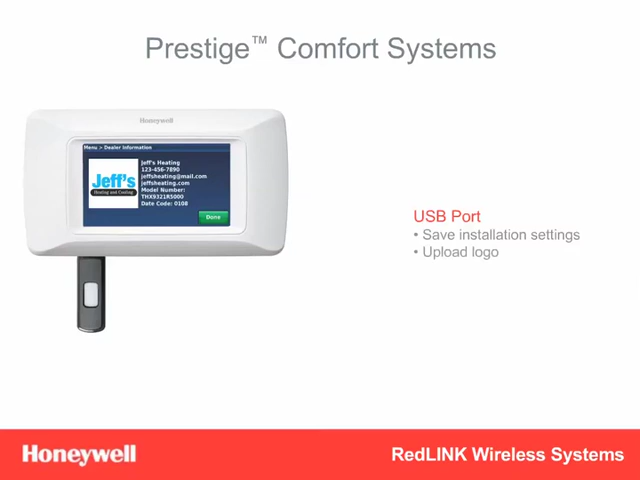 Prestige™ Comfort Systems
Honeywell
Menu > Dealer Information
Jeff's Heating
123-456-7890
jeffsheating@mail.com
jeffsheating.com
Model Number:
THX9321R5000
Date Code: 0108
Jeff's
Heating and Cooling
Done
USB Port
• Save installation settings
• Upload logo
Honeywell
RedLINK Wireless Systems